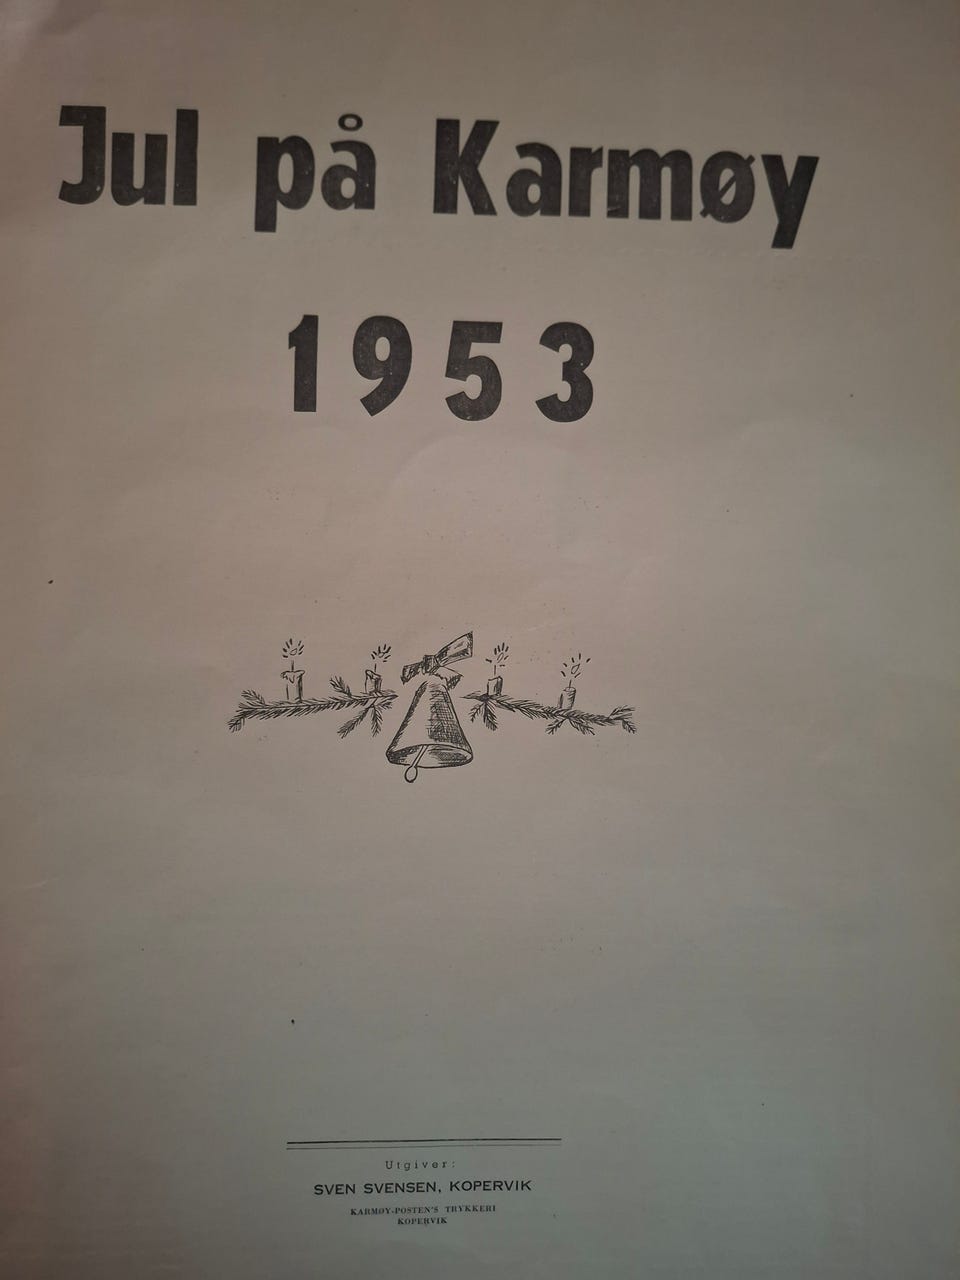 Jul på Karmøy
1953
Utgiver:
SVEN SVENSEN, KOPERVIK
KARMØY-POSTEN'S TRYKKERI
KOPERVIK